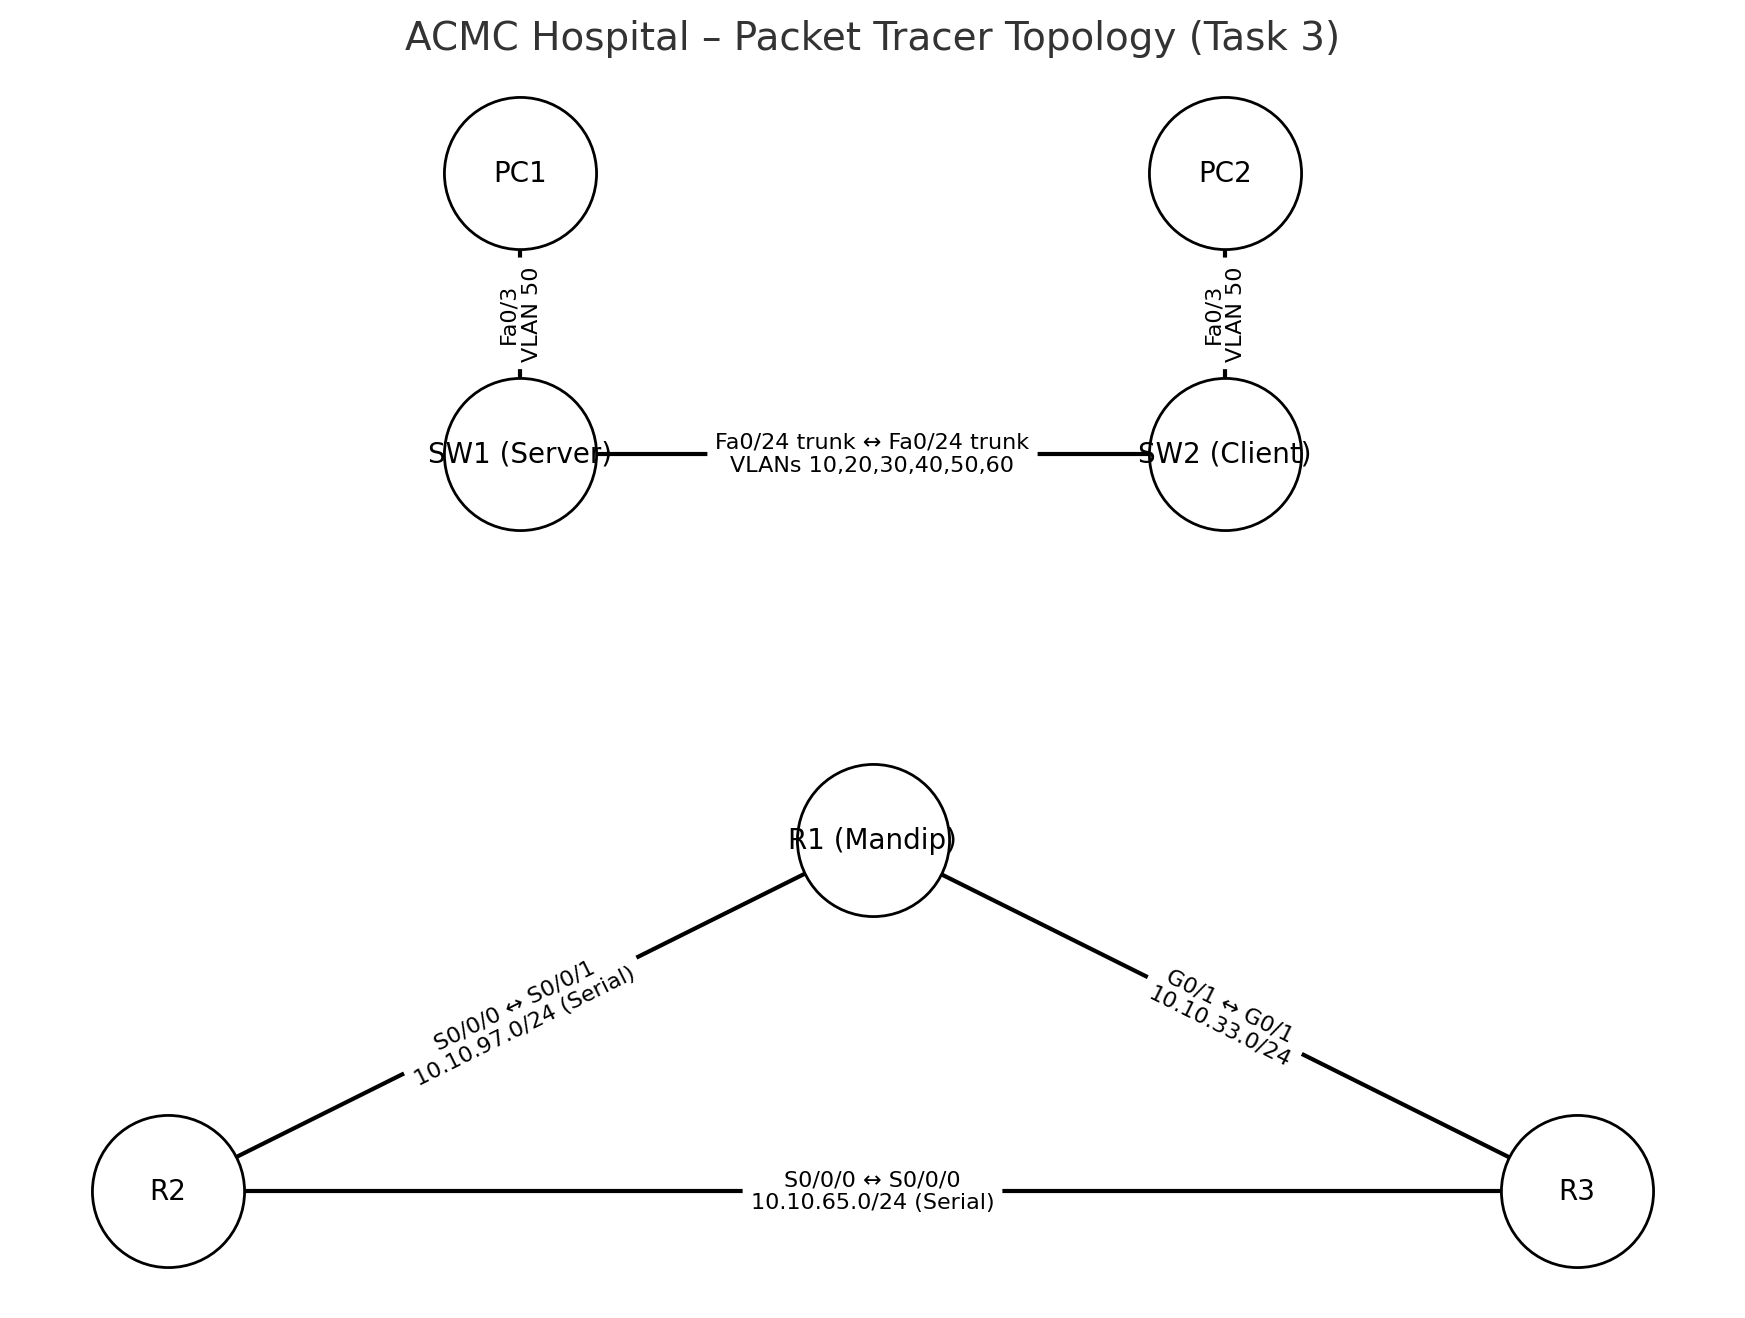 ACMC Hospital – Packet Tracer Topology (Task 3)
PC1
PC2
Fa0/3
VLAN 50
Fa0/3
VLAN 50
SW1 (Server)
Fa0/24 trunk ↔ Fa0/24 trunk
VLANs 10,20,30,40,50,60
SW2 (Client)
R1 (Mandip)
S0/0/0 ↔ S0/0/1
10.10.97.0/24 (Serial)
G0/1 ↔ G0/1
10.10.33.0/24
R2
S0/0/0 ↔ S0/0/0
10.10.65.0/24 (Serial)
R3